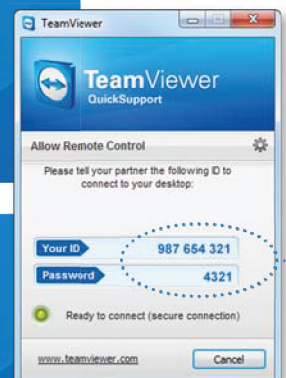 TeamViewer
TeamViewer
QuickSupport
Allow Remote Control
Please tell your partner the following ID to
connect to your desktop:
Your ID 987 654 321
Password 4321
Ready to connect (secure connection)
www.teamviewer.com Cancel